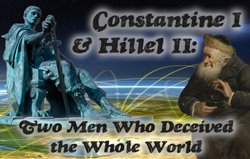 Constantine I
& Hillel II:
Two Men Who Deceived
the Whole World